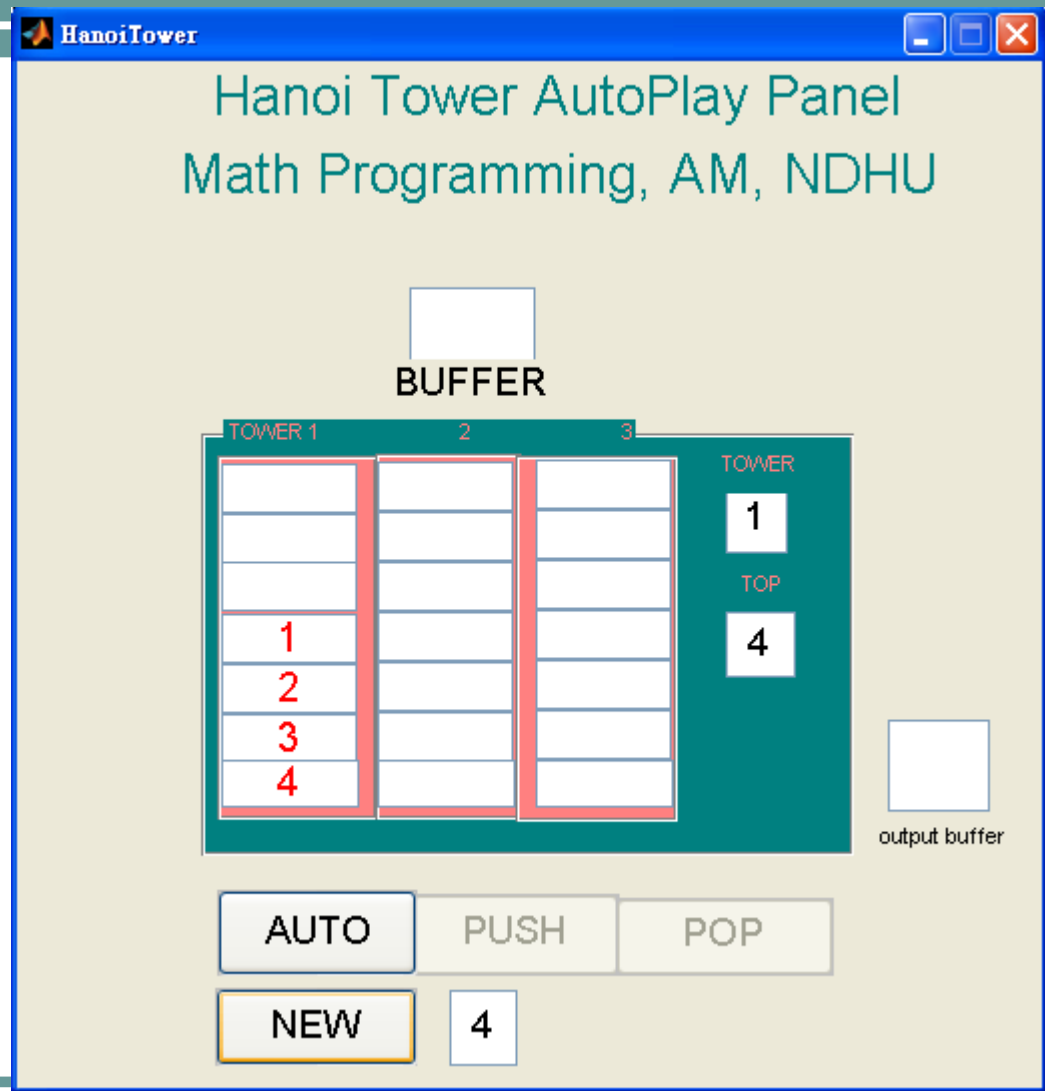 HanoiTower
Hanoi Tower AutoPlay Panel
Math Programming, AM, NDHU
BUFFER
TOWER 1 2 3
TOWER
1
TOP
4
1
2
3
4
output buffer
AUTO PUSH POP
NEW 4